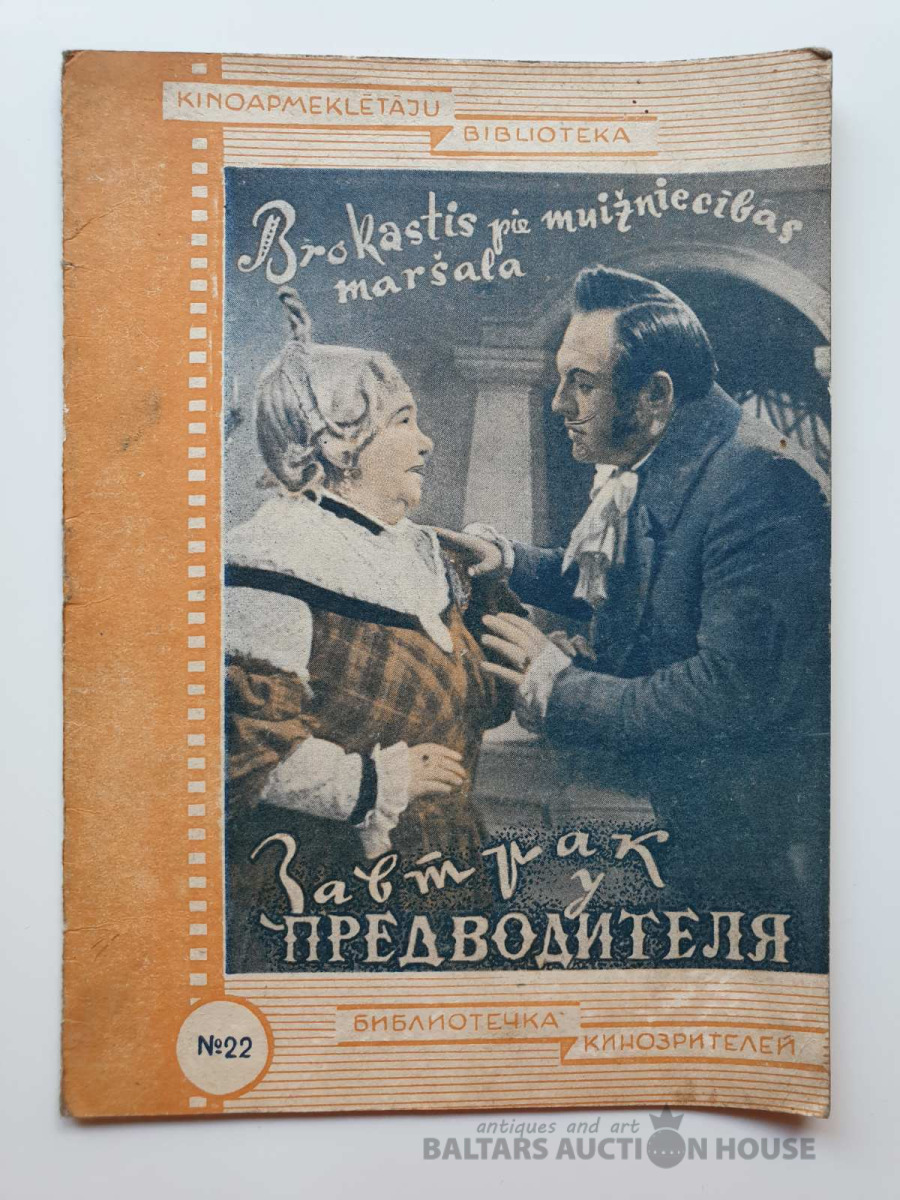 KINOAPMEKLĒTĀJU
BIBLIOTEKA
Brokastis pie muižniecības
maršala
Завтрак
у
ПРЕДВОДИТЕЛЯ
№22
БИБЛИОТЕЧКА
КИНОЗРИТЕЛЕЙ
antiques and art
BALTARS AUCTION HOUSE